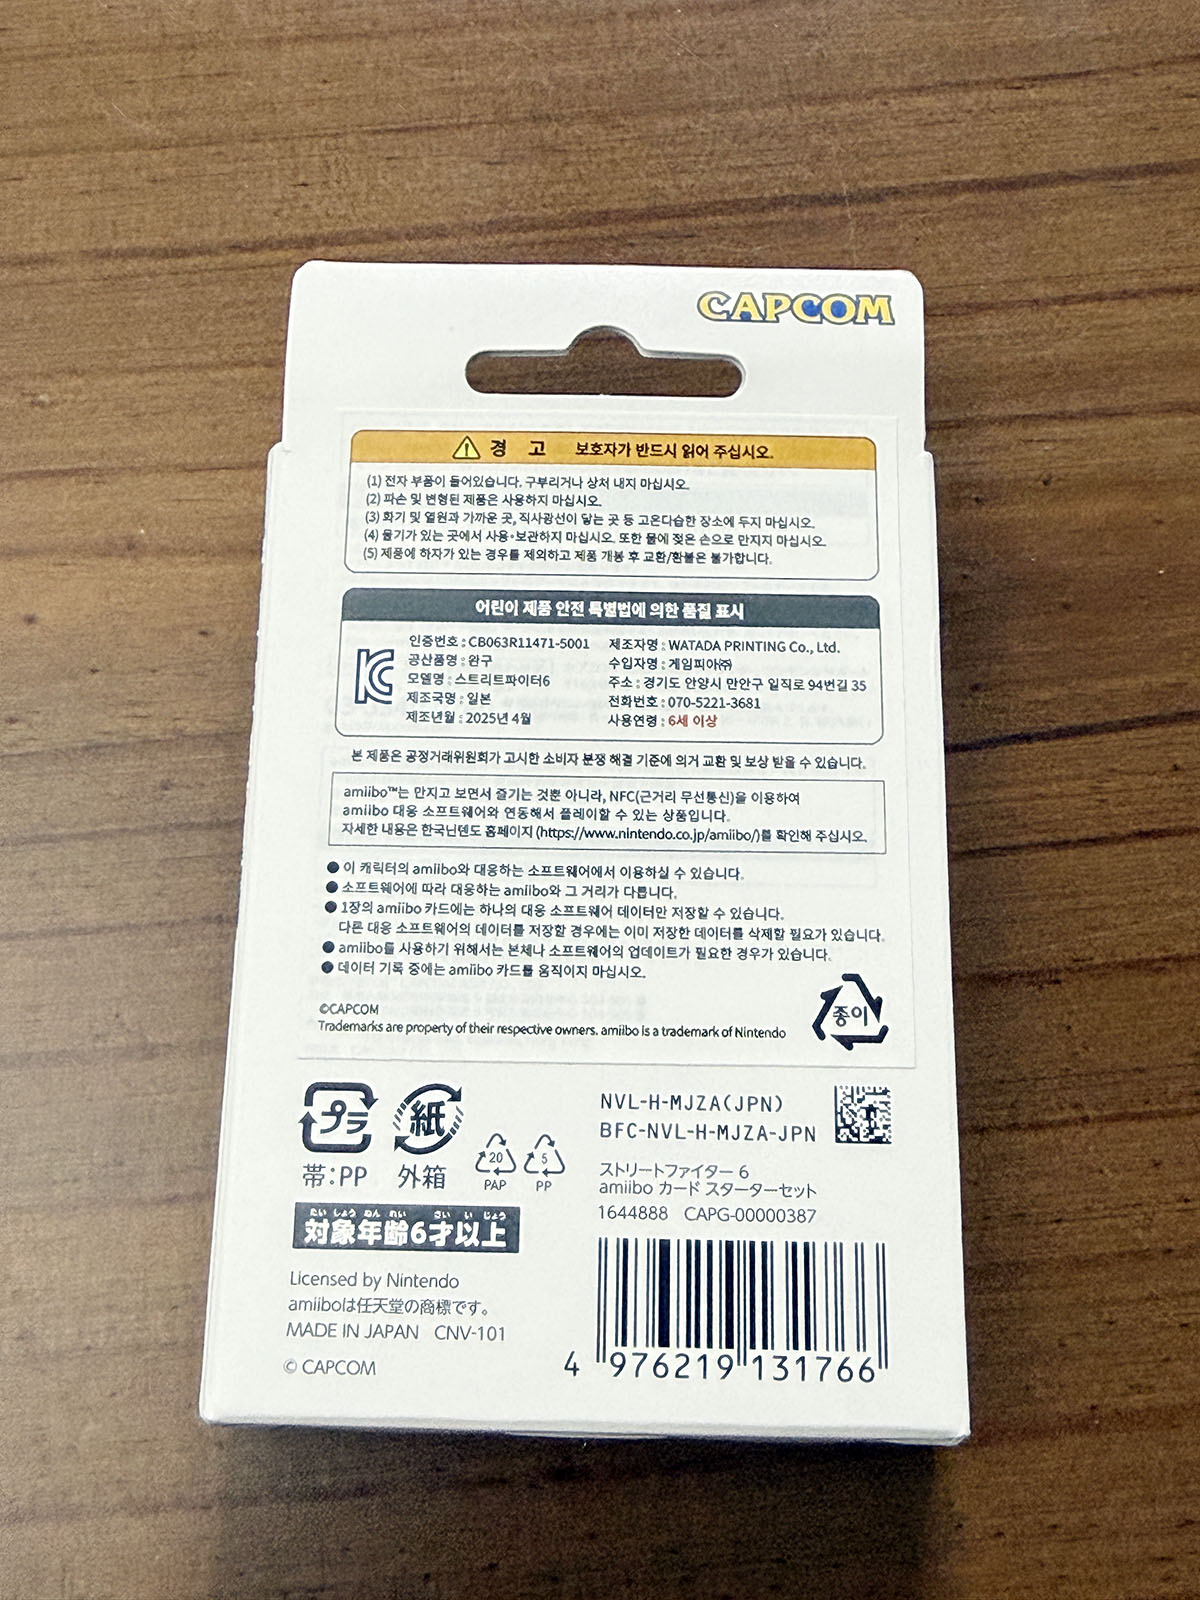 CAPCOM
경 고 보호자가 반드시 읽어 주십시오.
(1) 전자 부품이 들어있습니다. 구부리거나 상처 내지 마십시오.
(2) 파손 및 변형된 제품은 사용하지 마십시오.
(3) 화기 및 열원과 가까운 곳, 직사광선이 닿는 곳 등 고온다습한 장소에 두지 마십시오.
(4) 물기가 있는 곳에서 사용•보관하지 마십시오. 또한 물에 젖은 손으로 만지지 마십시오.
(5) 제품에 하자가 있는 경우를 제외하고 제품 개봉 후 교환/환불은 불가합니다.
어린이 제품 안전 특별법에 의한 품질 표시
인증번호 : CB063R11471-5001
공산품명 : 완구
모델명 : 스트리트파이터6
제조국명 : 일본
제조년월 : 2025년 4월
제조자명 : WATADA PRINTING Co., Ltd.
수입자명 : 게임피아㈜
주소 : 경기도 안양시 만안구 일직로 94번길 35
전화번호 : 070-5221-3681
사용연령 : 6세 이상
본 제품은 공정거래위원회가 고시한 소비자 분쟁 해결 기준에 의거 교환 및 보상 받을 수 있습니다.
amiibo™는 만지고 보면서 즐기는 것뿐 아니라, NFC(근거리 무선통신)을 이용하여
amiibo 대응 소프트웨어와 연동해서 플레이할 수 있는 상품입니다.
자세한 내용은 한국닌텐도 홈페이지 (https://www.nintendo.co.jp/amiibo/)를 확인해 주십시오.
● 이 캐릭터의 amiibo와 대응하는 소프트웨어에서 이용하실 수 있습니다.
● 소프트웨어에 따라 대응하는 amiibo와 그 거리가 다릅니다.
● 1장의 amiibo 카드에는 하나의 대응 소프트웨어 데이터만 저장할 수 있습니다.
다른 대응 소프트웨어의 데이터를 저장할 경우에는 이미 저장한 데이터를 삭제할 필요가 있습니다.
● amiibo를 사용하기 위해서는 본체나 소프트웨어의 업데이트가 필요한 경우가 있습니다.
● 데이터 기록 중에는 amiibo 카드를 움직이지 마십시오.
종이
©CAPCOM
Trademarks are property of their respective owners. amiibo is a trademark of Nintendo
プラ
帯:PP
紙
外箱
20
PAP
5
PP
NVL-H-MJZA(JPN)
BFC-NVL-H-MJZA-JPN
ストリートファイター 6
amiibo カード スターターセット
1644888 CAPG-00000387
たいしょうねんれい さい いじょう
対象年齢6才以上
Licensed by Nintendo
amiiboは任天堂の商標です。
MADE IN JAPAN CNV-101
© CAPCOM
4 976219 131766